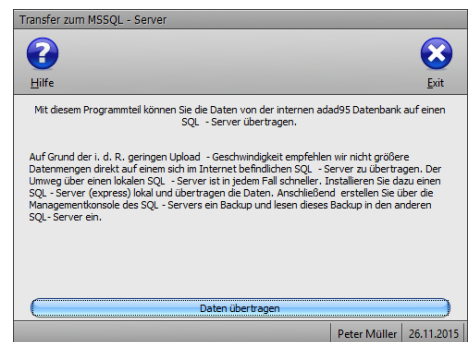 Transfer zum MSSQL - Server
Hilfe
Exit
Mit diesem Programmteil können Sie die Daten von der internen adad95 Datenbank auf einen
SQL - Server übertragen.
Auf Grund der i. d. R. geringen Upload - Geschwindigkeit empfehlen wir nicht größere
Datenmengen direkt auf einem sich im Internet befindlichen SQL - Server zu übertragen. Der
Umweg über einen lokalen SQL - Server ist in jedem Fall schneller. Installieren Sie dazu einen
SQL - Server (express) lokal und übertragen die Daten. Anschließend erstellen Sie über die
Managementkonsole des SQL - Servers ein Backup und lesen dieses Backup in den anderen
SQL- Server ein.
Daten übertragen
Peter Müller 26.11.2015